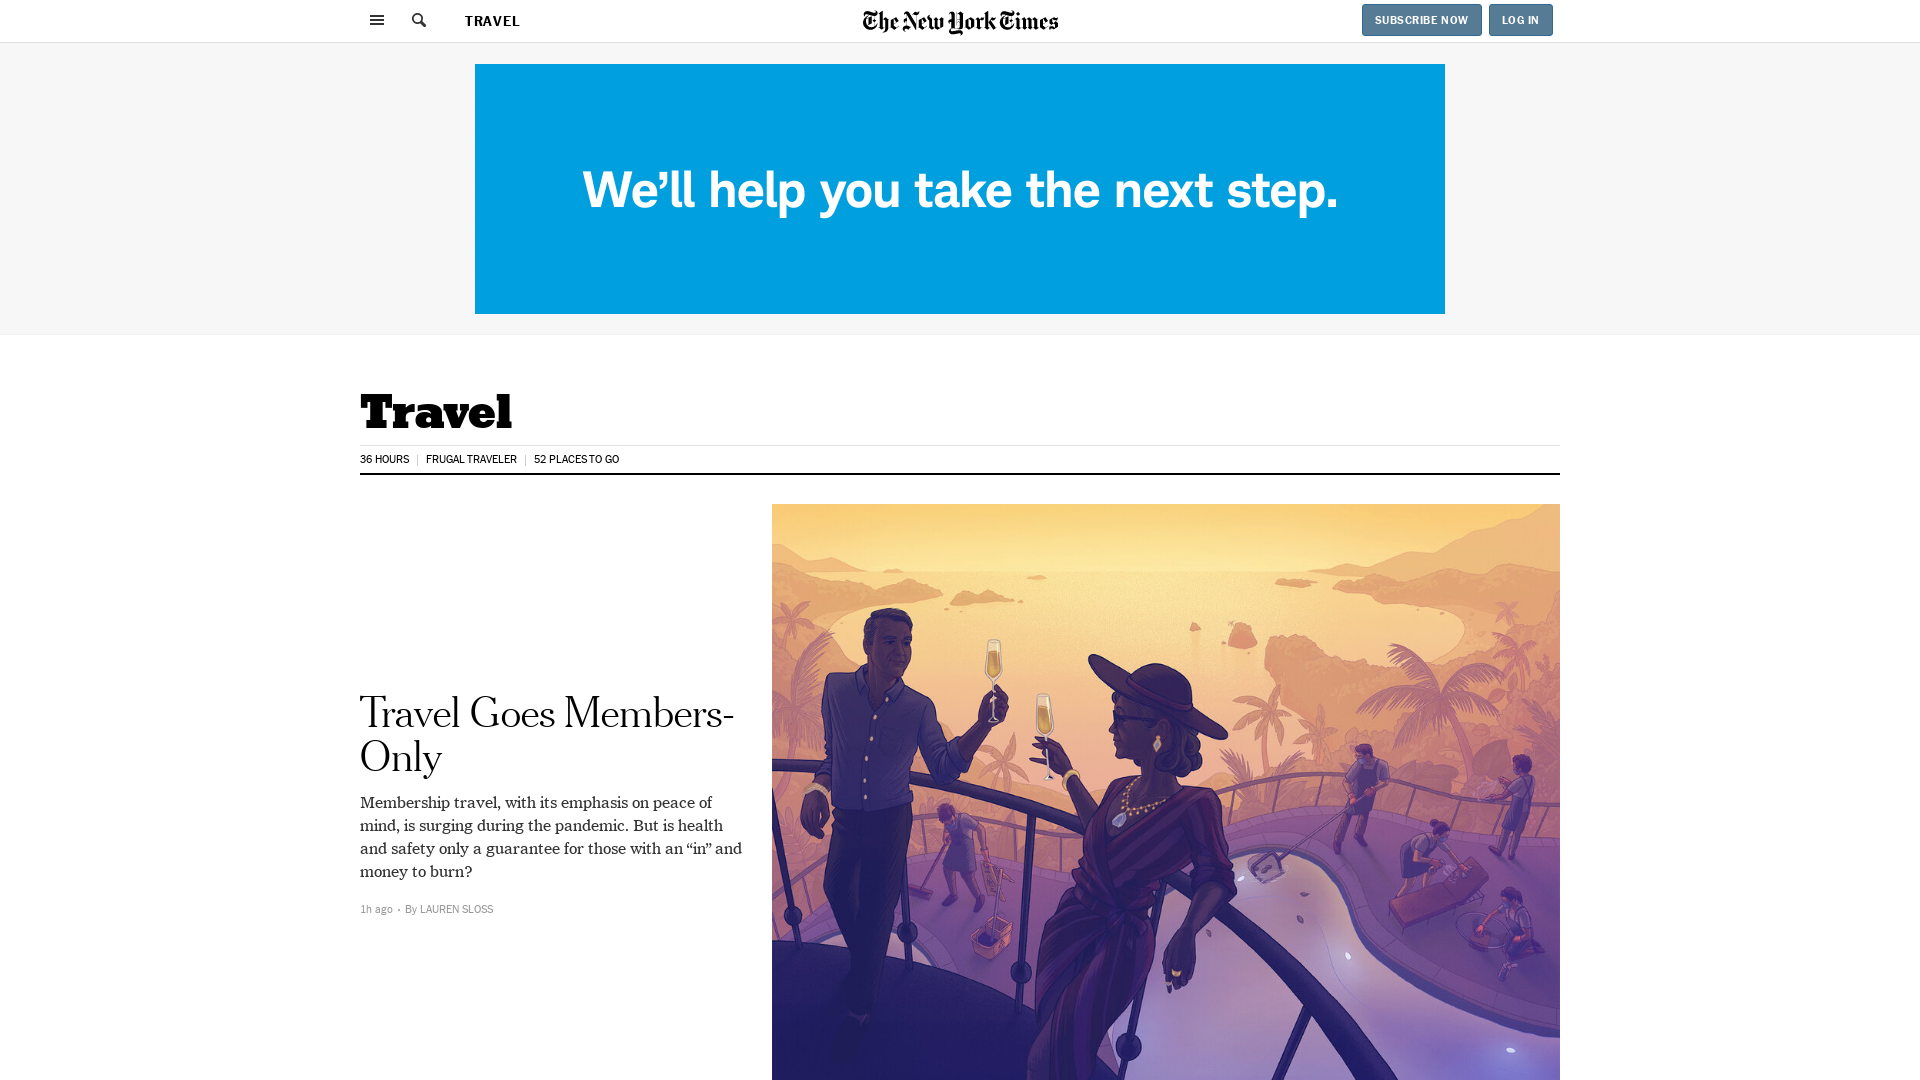 TRAVEL
The New York Times
SUBSCRIBE NOW
LOG IN
We'll help you take the next step.
Travel
36 HOURS
FRUGAL TRAVELER
52 PLACES TO GO
Travel Goes Members-
Only
Membership travel, with its emphasis on peace of
mind, is surging during the pandemic. But is health
and safety only a guarantee for those with an “in” and
money to burn?
1h ago • By LAUREN SLOSS